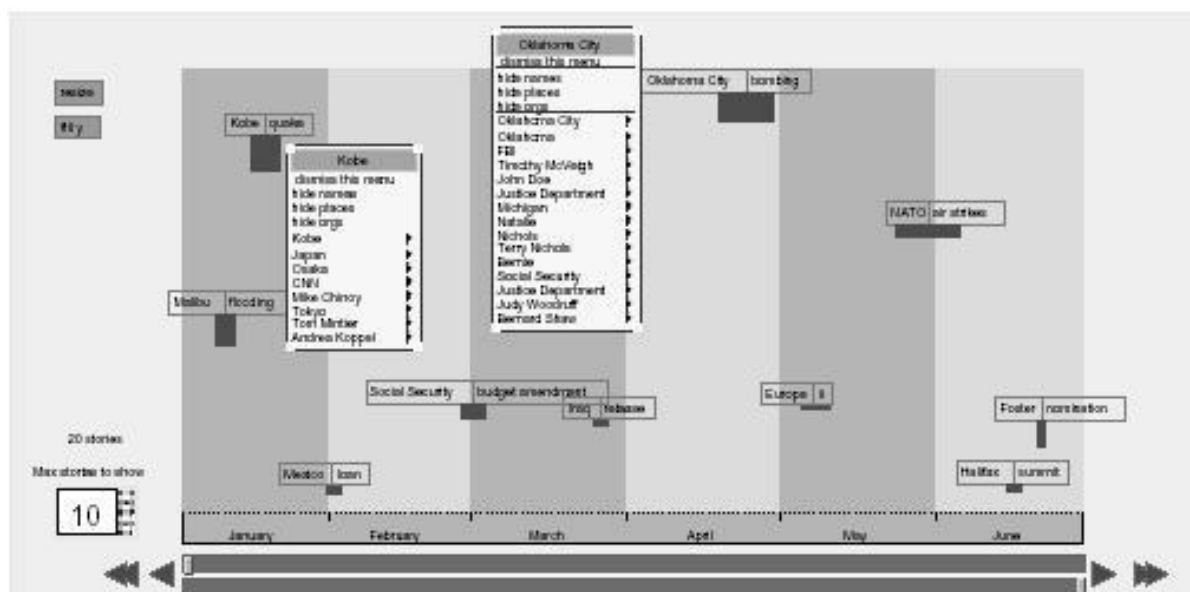 Oklahoma City
dismiss this menu
hide names
hide places
hide orgs
Oklahoma City
Oklahoma
FBI
Timothy McVeigh
John Doe
Justice Department
Michigan
Natalie
Nichols
Terry Nichols
Bernie
Social Security
Justice Department
Judy Woodruff
Bernard Shaw
Oklahoma City bombing
resize
Kobe quake
Kobe
dismiss this menu
hide names
hide places
hide orgs
Kobe
Japan
Osaka
CNN
Mike Chinoy
Tokyo
Tom Mintier
Andrea Koppel
NATO air strikes
Malibu flooding
Social Security budget amendment
Iraq release
Europe
Foster nomination
20 stories
Max stories to show
10
Mexico loan
Halifax summit
January February March April May June